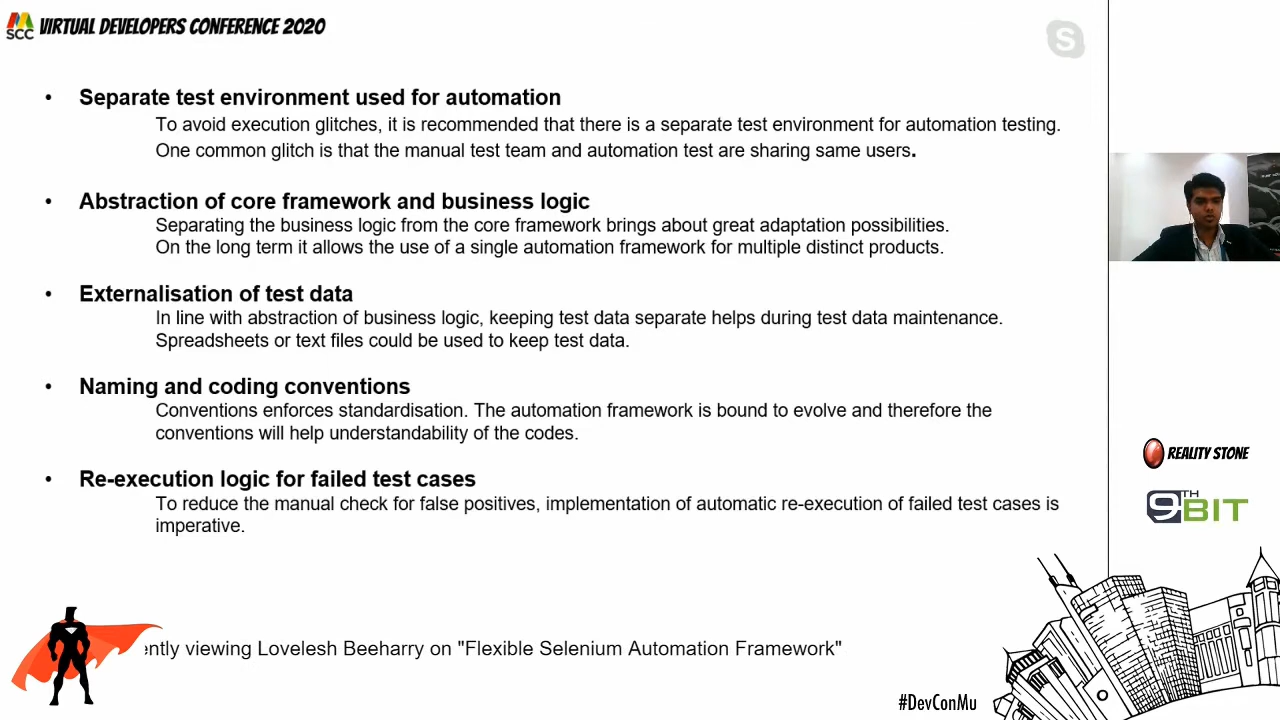 SCC VIRTUAL DEVELOPERS CONFERENCE 2020
S
• Separate test environment used for automation
To avoid execution glitches, it is recommended that there is a separate test environment for automation testing.
One common glitch is that the manual test team and automation test are sharing same users.
• Abstraction of core framework and business logic
Separating the business logic from the core framework brings about great adaptation possibilities.
On the long term it allows the use of a single automation framework for multiple distinct products.
• Externalisation of test data
In line with abstraction of business logic, keeping test data separate helps during test data maintenance.
Spreadsheets or text files could be used to keep test data.
• Naming and coding conventions
Conventions enforces standardisation. The automation framework is bound to evolve and therefore the
conventions will help understandability of the codes.
• Re-execution logic for failed test cases
To reduce the manual check for false positives, implementation of automatic re-execution of failed test cases is
imperative.
REALITY STONE
9TH BIT
ntly viewing Lovelesh Beeharry on "Flexible Selenium Automation Framework"
#DevConMu